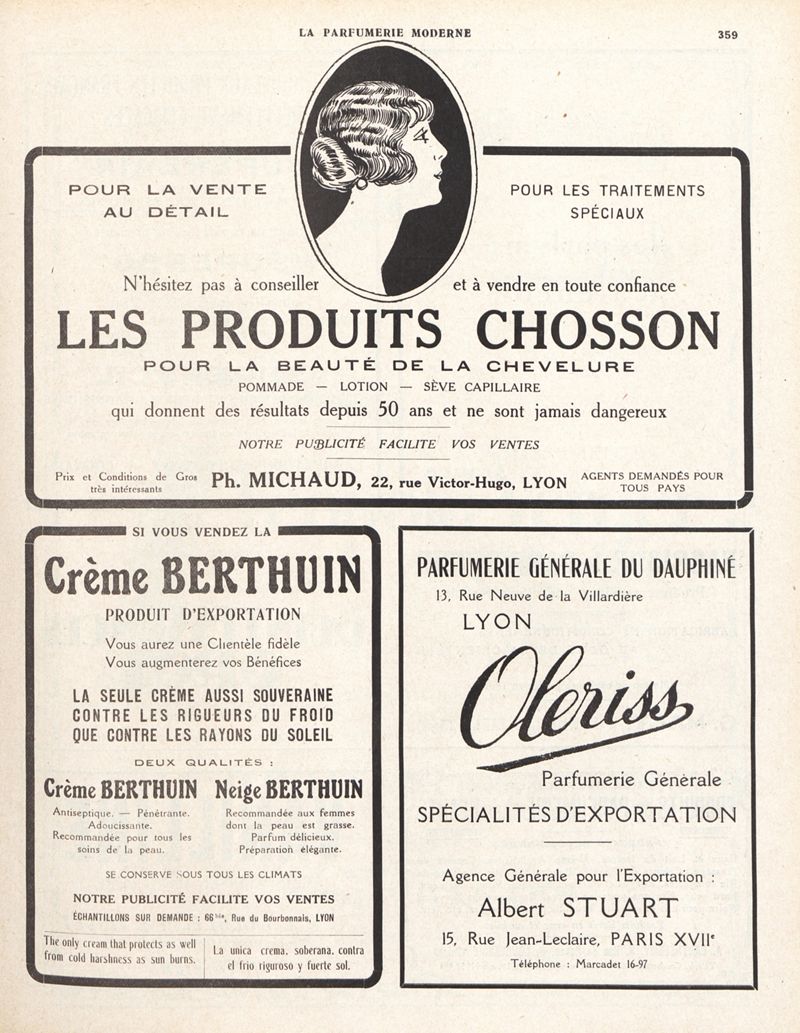 LA PARFUMERIE MODERNE
359
POUR LA VENTE
AU DÉTAIL
POUR LES TRAITEMENTS
SPÉCIAUX
N'hésitez pas à conseiller et à vendre en toute confiance
LES PRODUITS CHOSSON
POUR LA BEAUTÉ DE LA CHEVELURE
POMMADE — LOTION — SÈVE CAPILLAIRE
qui donnent des résultats depuis 50 ans et ne sont jamais dangereux
NOTRE PUBLICITÉ FACILITE VOS VENTES
Prix et Conditions de Gros
très intéressants
Ph. MICHAUD, 22, rue Victor-Hugo, LYON
AGENTS DEMANDÉS POUR
TOUS PAYS
SI VOUS VENDEZ LA
Crème BERTHUIN
PRODUIT D'EXPORTATION
Vous aurez une Clientèle fidèle
Vous augmenterez vos Bénéfices
LA SEULE CRÈME AUSSI SOUVERAINE
CONTRE LES RIGUEURS DU FROID
QUE CONTRE LES RAYONS DU SOLEIL
DEUX QUALITÉS :
Crème BERTHUIN
Antiseptique. — Pénétrante.
Adoucissante.
Recommandée pour tous les
soins de la peau.
Neige BERTHUIN
Recommandée aux femmes
dont la peau est grasse.
Parfum délicieux.
Préparation élégante.
SE CONSERVE SOUS TOUS LES CLIMATS
NOTRE PUBLICITÉ FACILITE VOS VENTES
ÉCHANTILLONS SUR DEMANDE : 66 bis, Rue du Bourbonnais, LYON
The only cream that protects as well
from cold harshness as sun burns.
La unica crema, soberana, contra
el frio riguroso y fuerte sol.
PARFUMERIE GÉNÉRALE DU DAUPHINÉ
13, Rue Neuve de la Villardière
LYON
Oleriss
Parfumerie Générale
SPÉCIALITÉS D'EXPORTATION
Agence Générale pour l'Exportation :
Albert STUART
15, Rue Jean-Leclaire, PARIS XVIIe
Téléphone : Marcadet 16-97